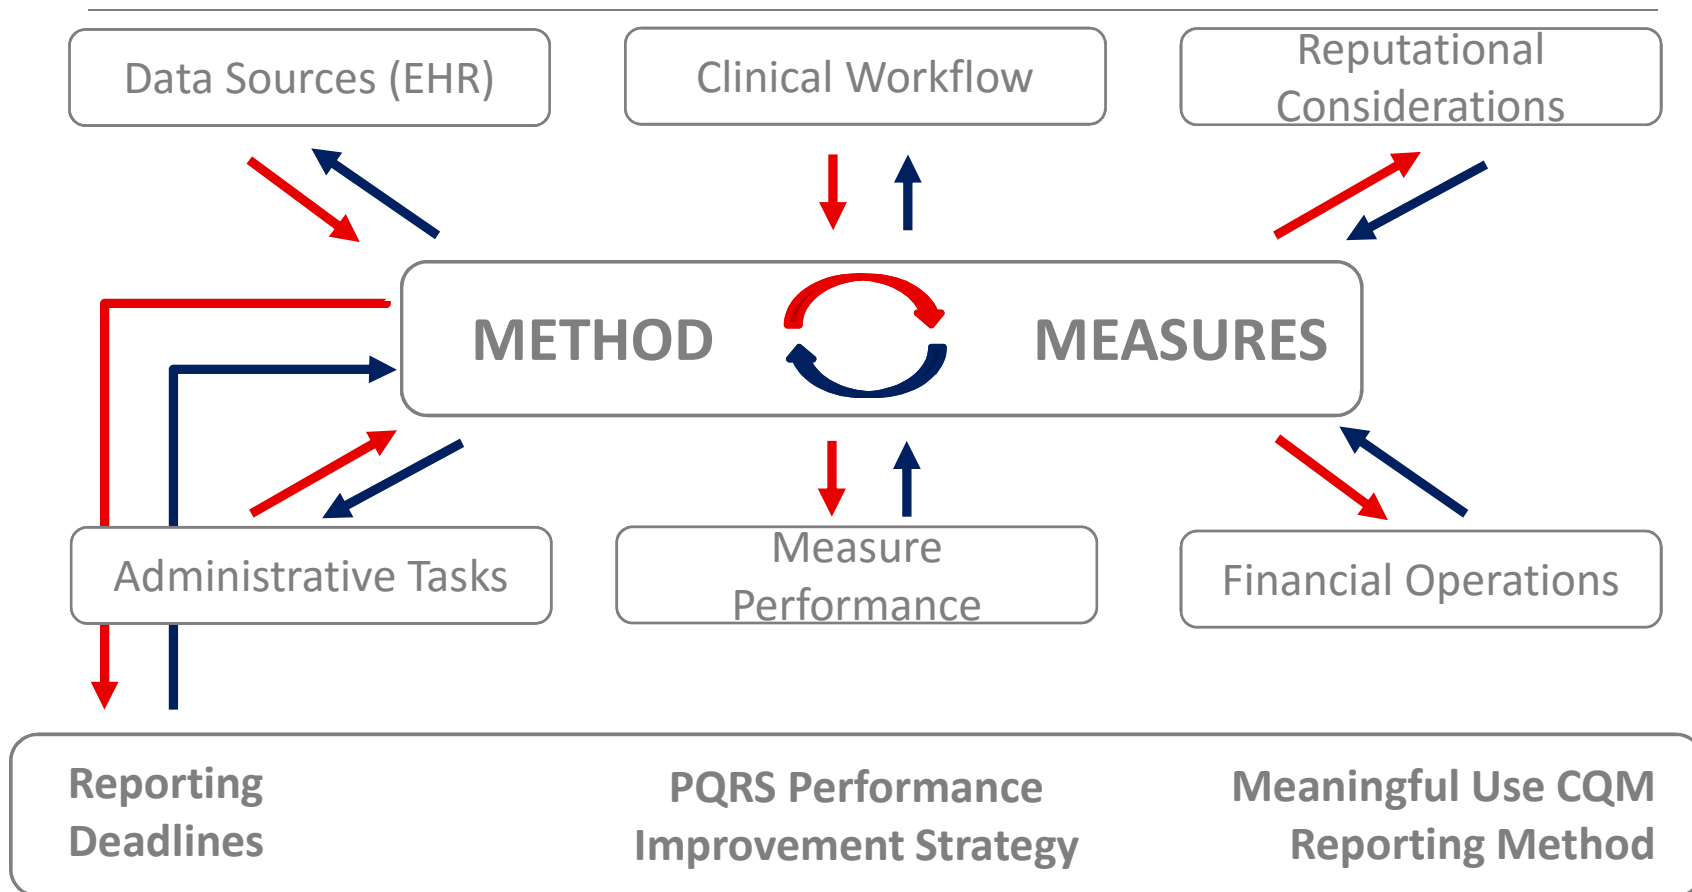 Data Sources (EHR)
Clinical Workflow
Reputational
Considerations
METHOD
MEASURES
Administrative Tasks
Measure
Performance
Financial Operations
Reporting
Deadlines
PQRS Performance
Improvement Strategy
Meaningful Use CQM
Reporting Method